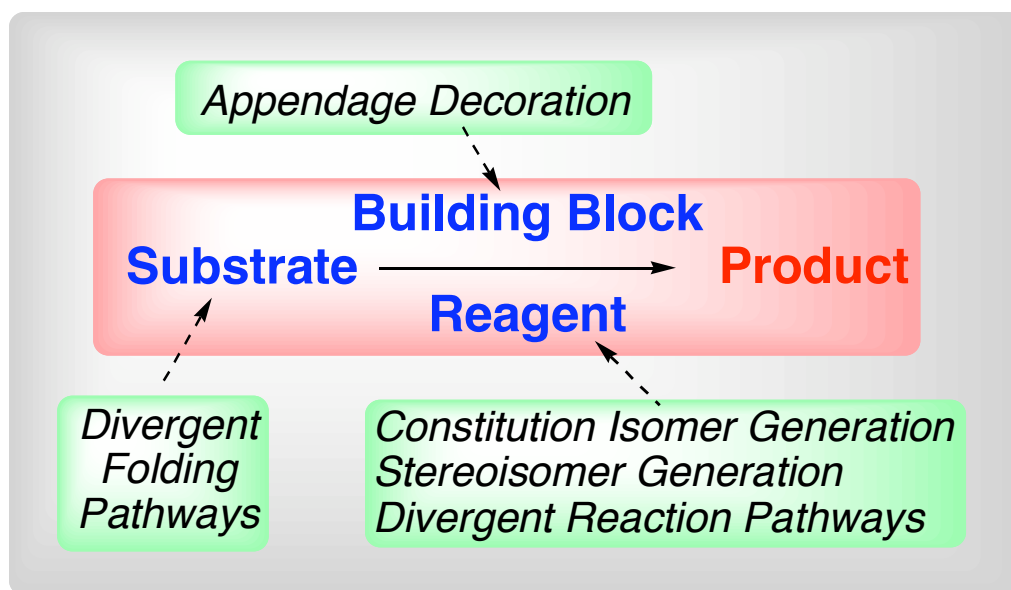 Appendage Decoration
Building Block
Substrate
Product
Reagent
Divergent
Folding
Pathways
Constitution Isomer Generation
Stereoisomer Generation
Divergent Reaction Pathways